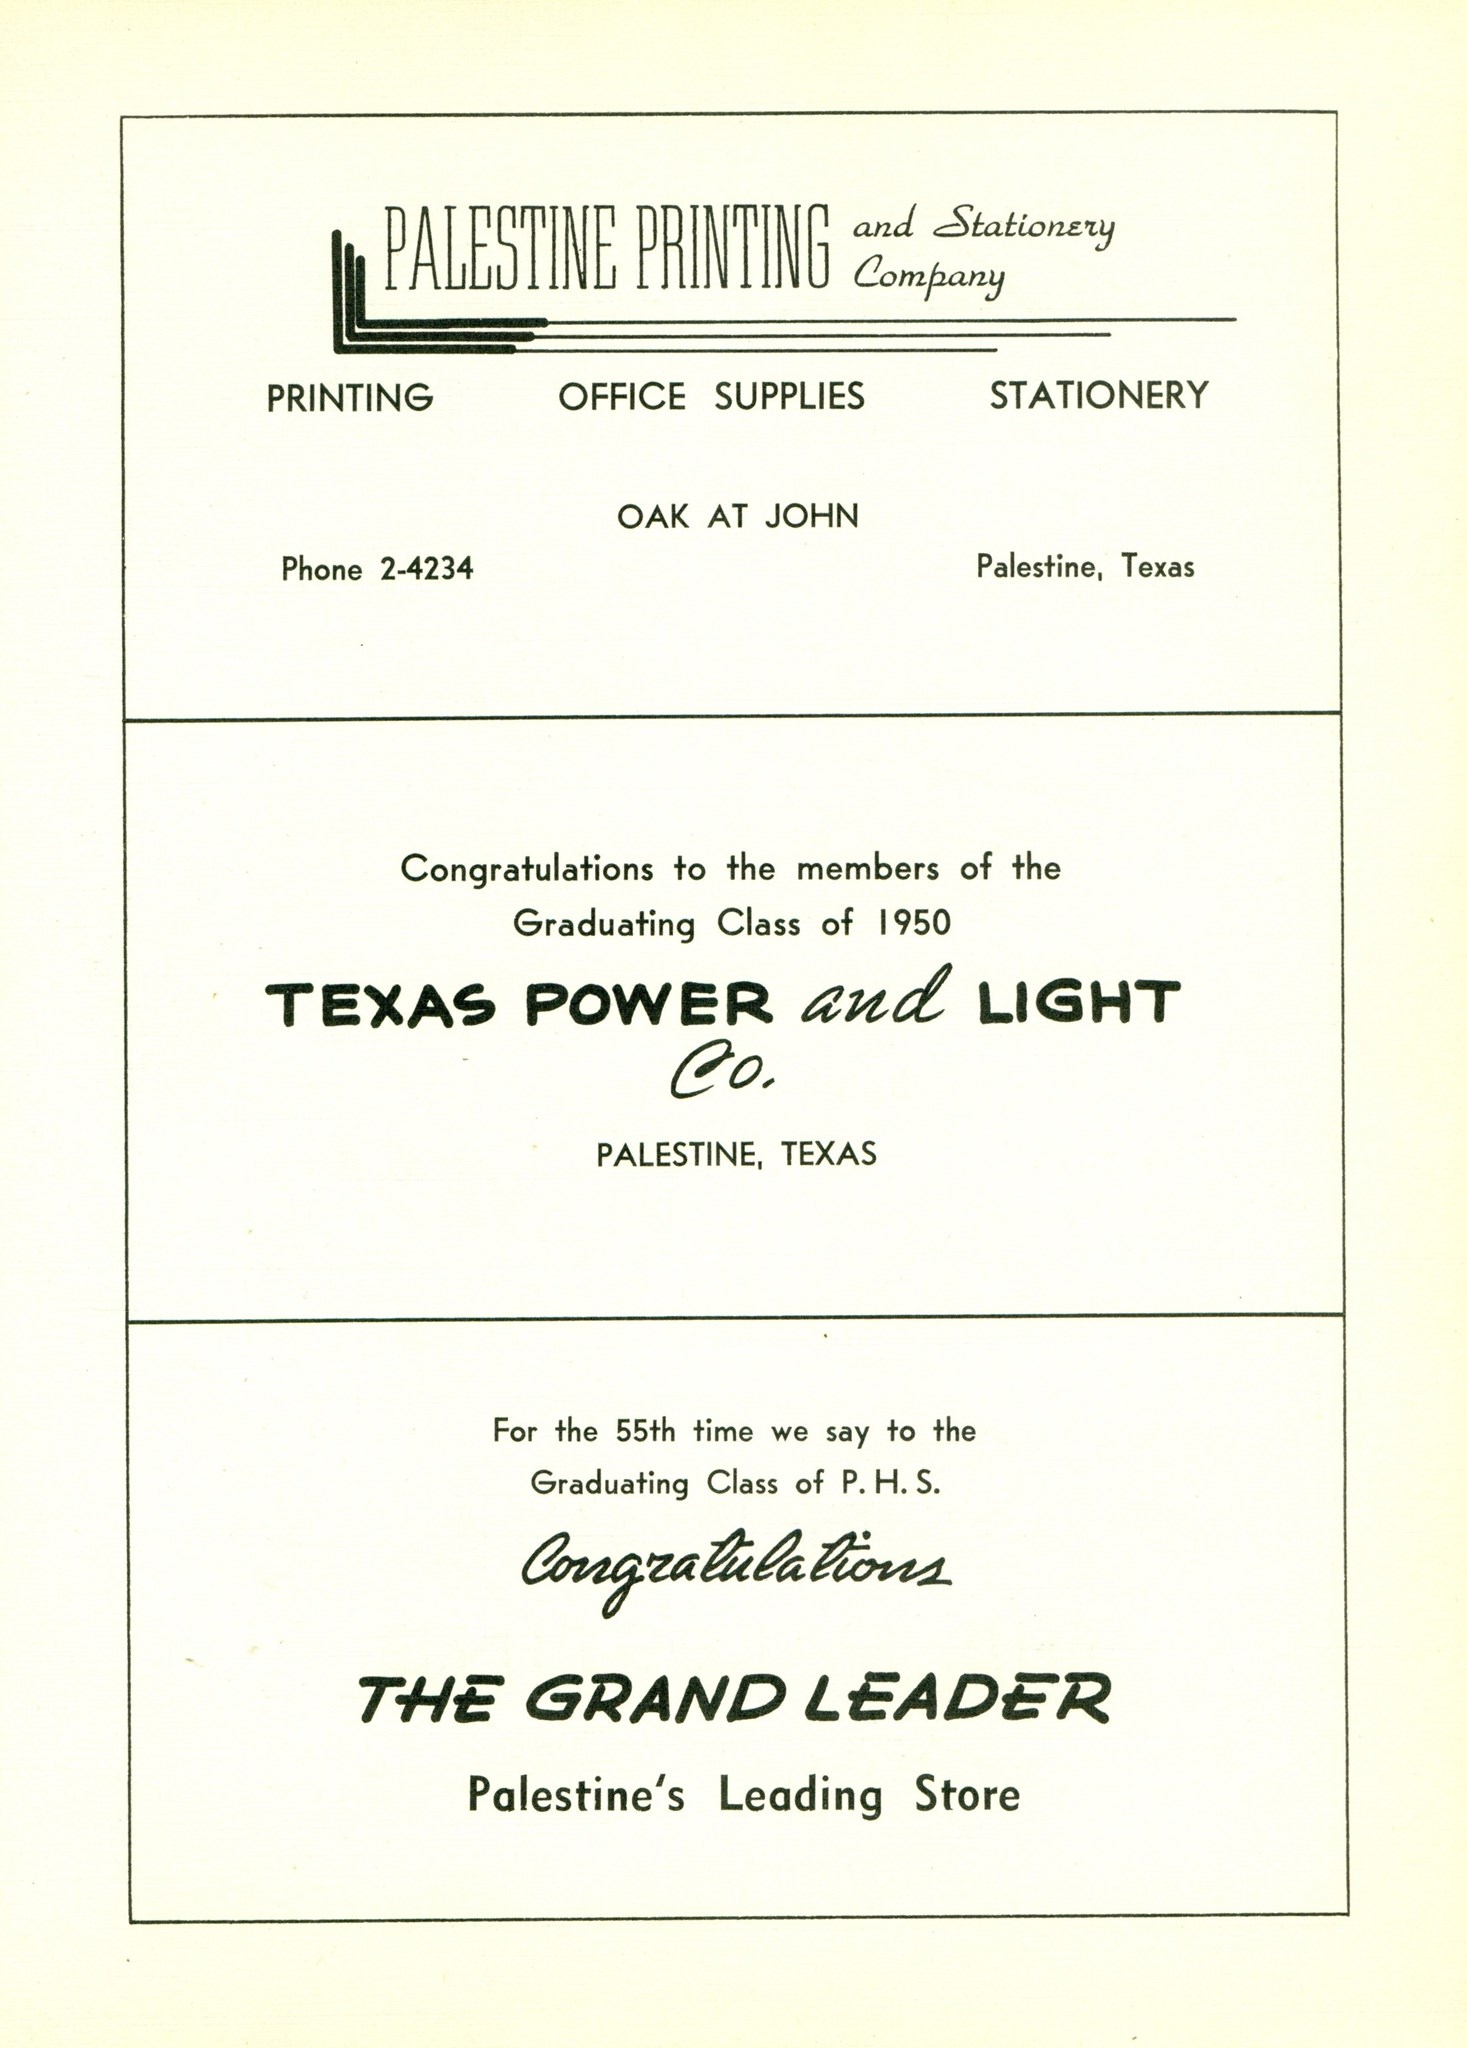 PALESTINE PRINTING and Stationery
Company
PRINTING OFFICE SUPPLIES STATIONERY
OAK AT JOHN
Phone 2-4234 Palestine, Texas
Congratulations to the members of the
Graduating Class of 1950
TEXAS POWER and LIGHT
Co.
PALESTINE, TEXAS
For the 55th time we say to the
Graduating Class of P. H. S.
Congratulations
THE GRAND LEADER
Palestine's Leading Store